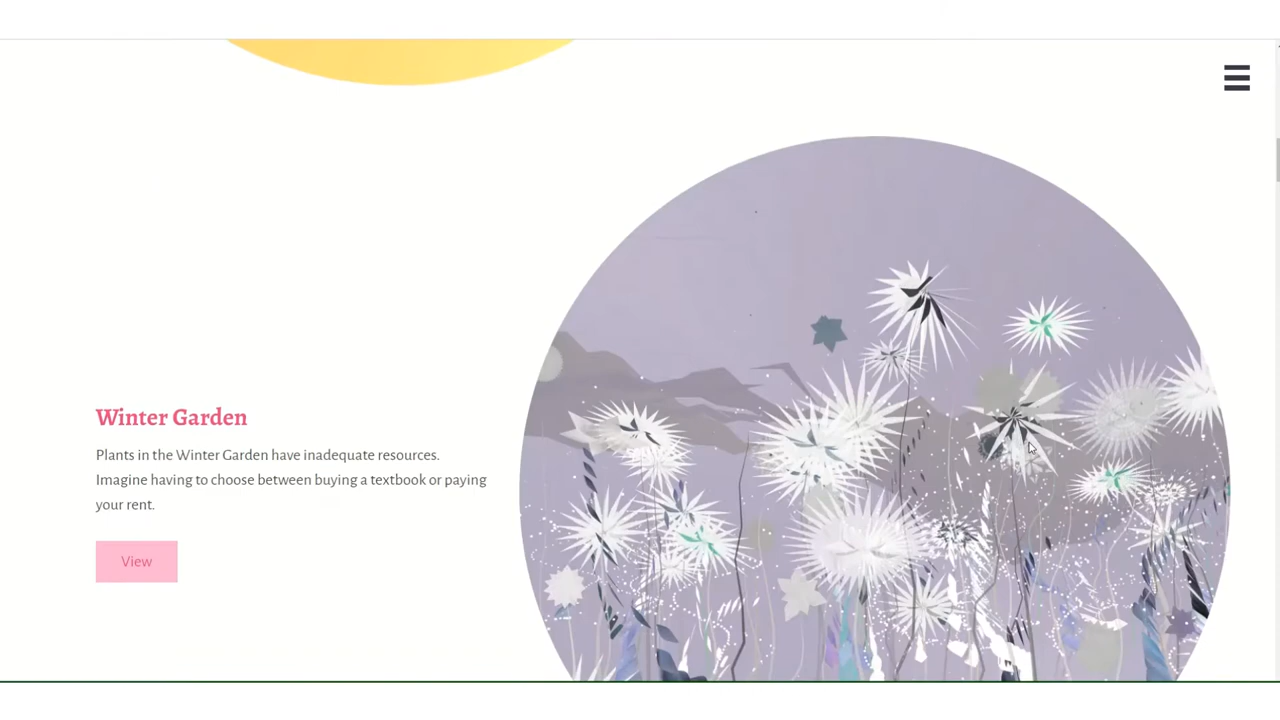 Winter Garden
Plants in the Winter Garden have inadequate resources.
Imagine having to choose between buying a textbook or paying
your rent.
View